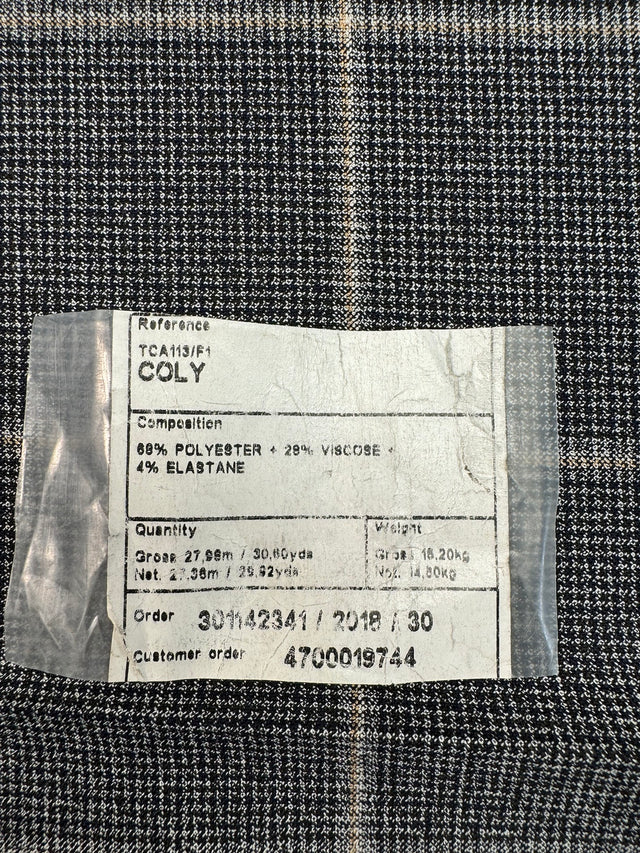 Reference
TCA113/F1
COLY
Composition
68% POLYESTER + 28% VISCOSE +
4% ELASTANE
Quantity
Weight
Gross 27,98m / 30,60yds
Gross 15,20kg
Net. 27,36m / 29,92yds
Net. 14,80kg
Order 301142341 / 2018 / 30
Customer order 4700019744